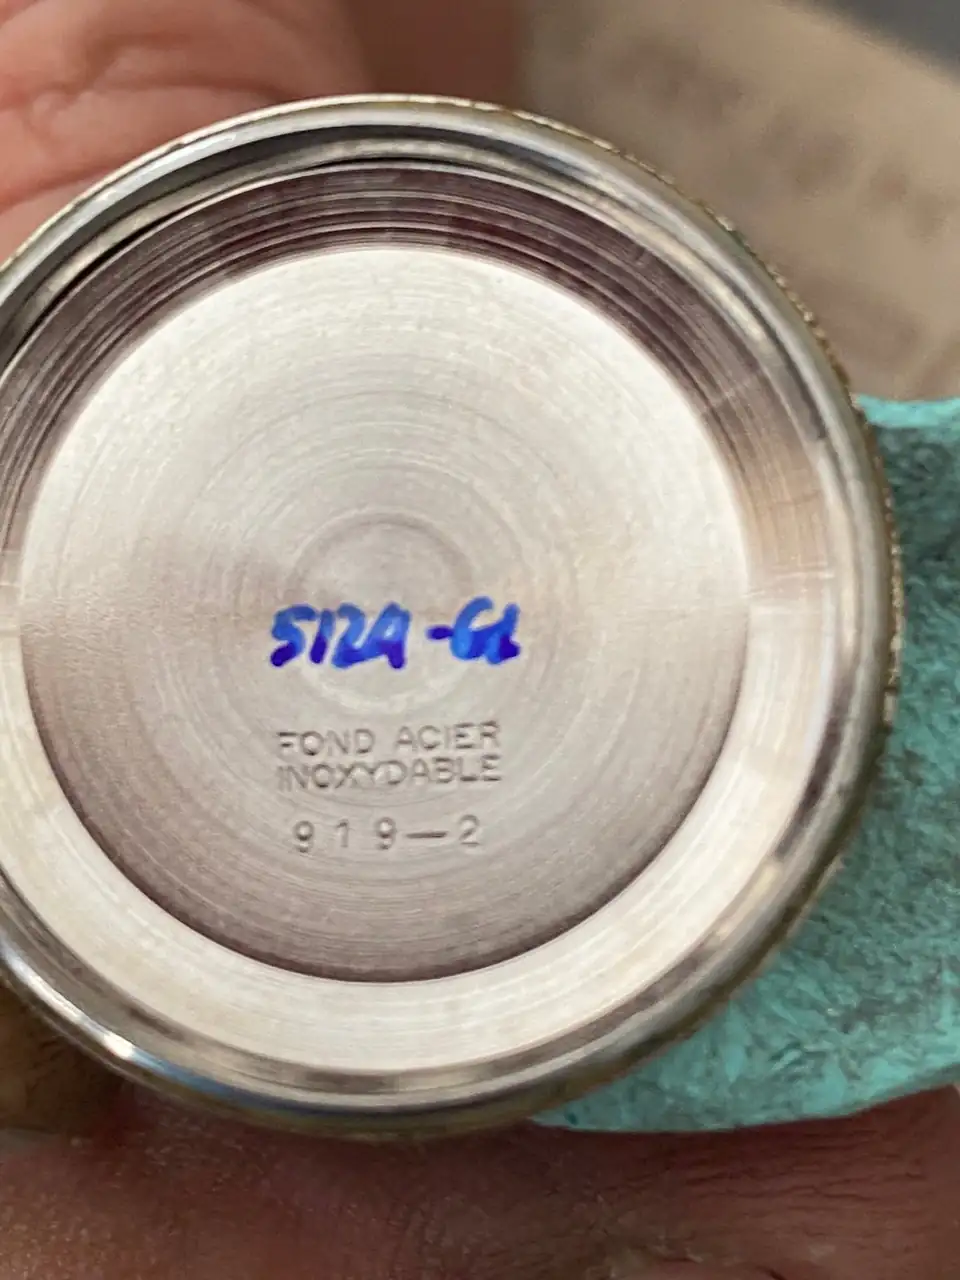 512A-GL
FOND ACIER
INOXYDABLE
919—2